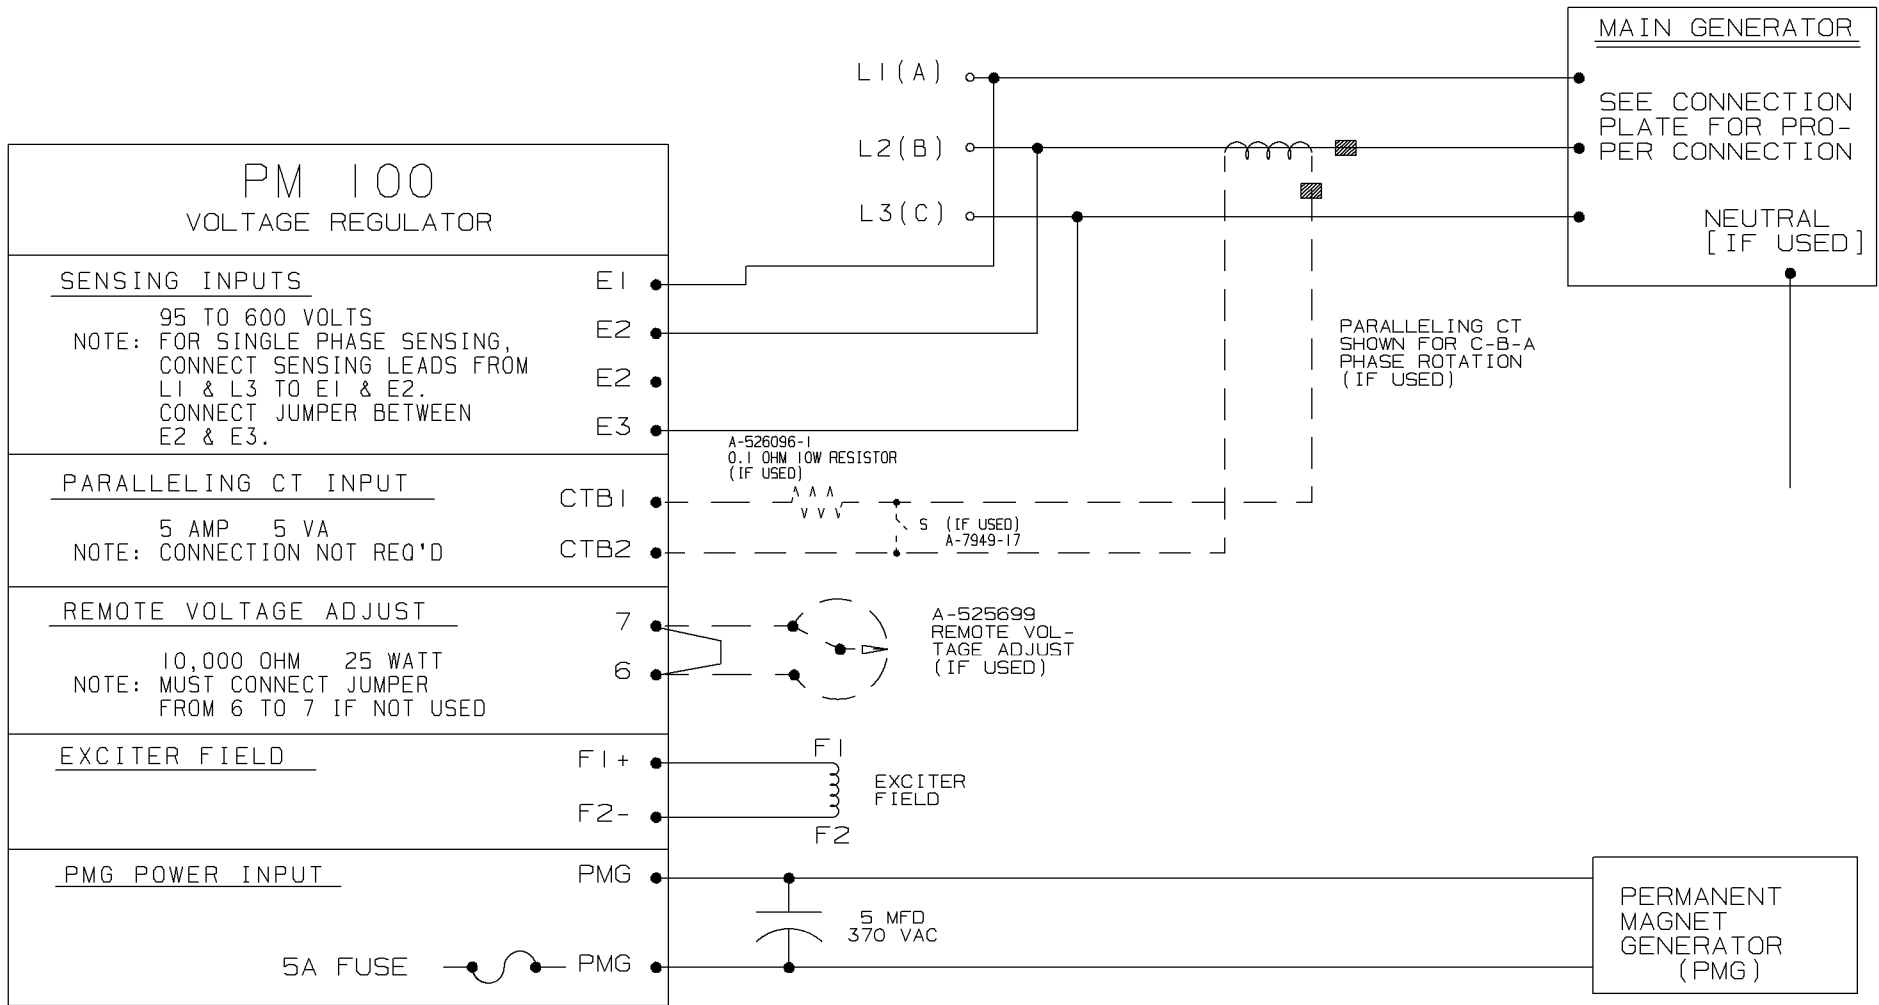 MAIN GENERATOR
SEE CONNECTION
PLATE FOR PRO-
PER CONNECTION
NEUTRAL
[IF USED]
L1(A)
L2(B)
L3(C)
PM 100
VOLTAGE REGULATOR
SENSING INPUTS
95 TO 600 VOLTS
NOTE: FOR SINGLE PHASE SENSING,
CONNECT SENSING LEADS FROM
L1 & L3 TO E1 & E2.
CONNECT JUMPER BETWEEN
E2 & E3.
E1
E2
E2
E3
PARALLELING CT
SHOWN FOR C-B-A
PHASE ROTATION
(IF USED)
A-526096-1
0.1 OHM 10W RESISTOR
(IF USED)
PARALLELING CT INPUT
5 AMP 5 VA
NOTE: CONNECTION NOT REQ'D
CTB1
CTB2
S (IF USED)
A-7949-17
REMOTE VOLTAGE ADJUST
10,000 OHM 25 WATT
NOTE: MUST CONNECT JUMPER
FROM 6 TO 7 IF NOT USED
7
6
A-525699
REMOTE VOL-
TAGE ADJUST
(IF USED)
EXCITER FIELD
F1+
F2-
F1
EXCITER
FIELD
F2
PMG POWER INPUT
PMG
5A FUSE
PMG
5 MFD
370 VAC
PERMANENT
MAGNET
GENERATOR
(PMG)